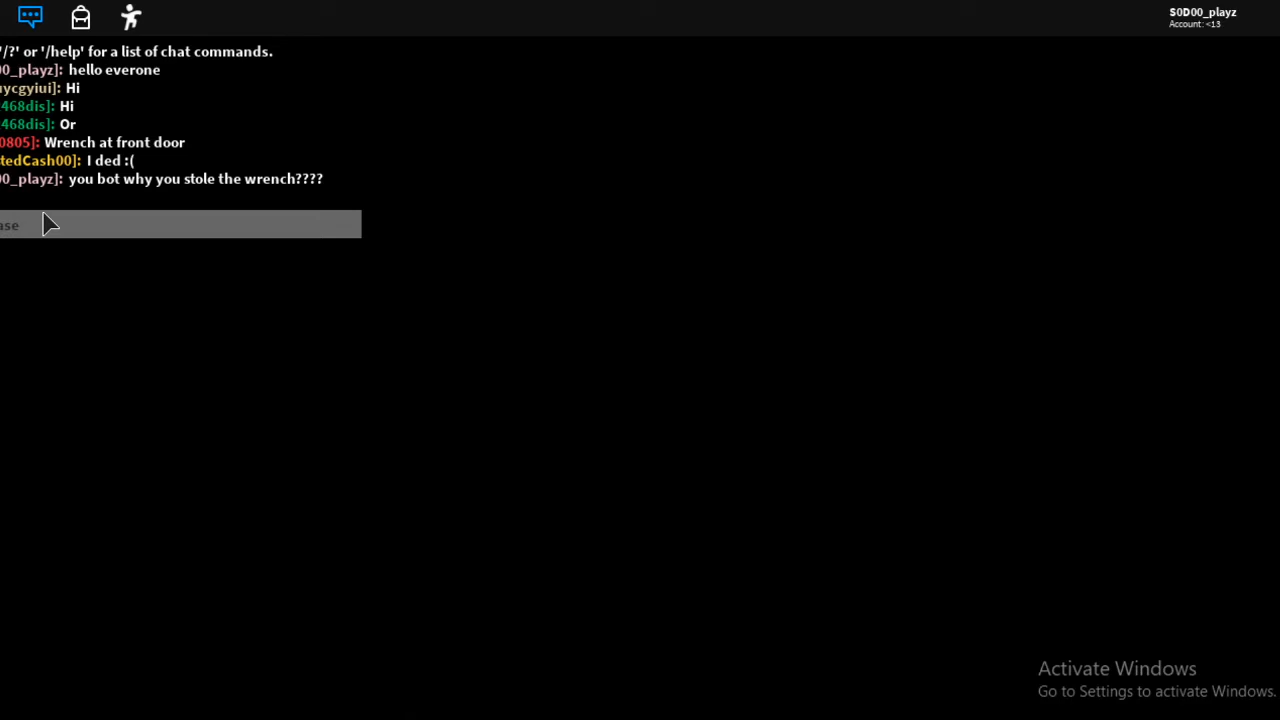 S0D00_playz
Account: <13
'/?' or '/help' for a list of chat commands.
00_playz]: hello everone
uycgyiui]: Hi
468dis]: Hi
468dis]: Or
0805]: Wrench at front door
tedCash00]: I ded :(
00_playz]: you bot why you stole the wrench????
ase
Activate Windows
Go to Settings to activate Windows.